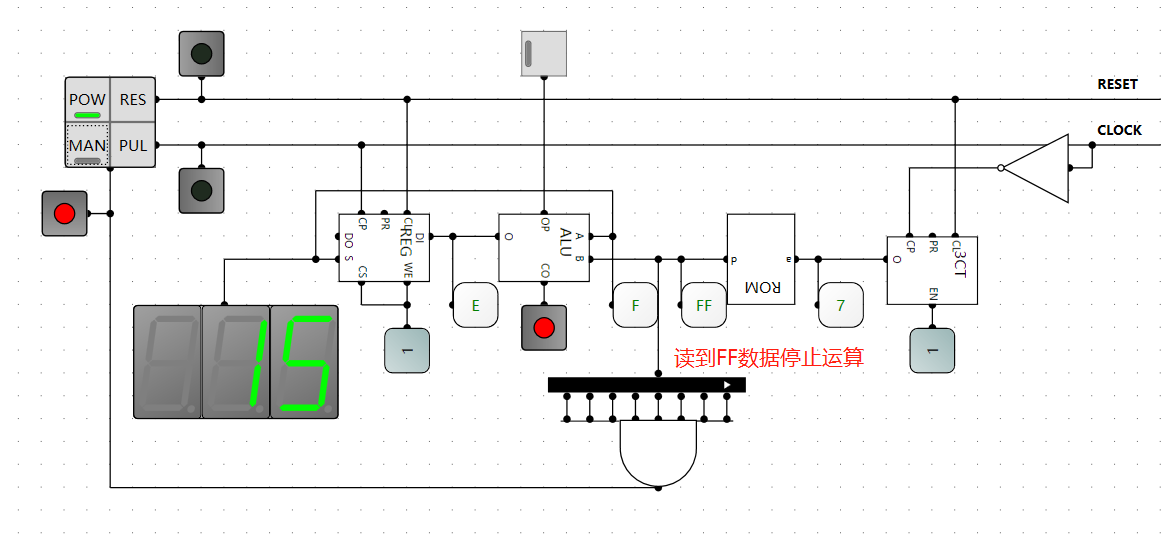 RESET
POW RES
CLOCK
MAN PUL
CP PR CL DI
OP
REG
DO S
CS WE
O
ALU
A
B
CO
d
ROM
a
CP PR CL
3CT
O
EN
E
F
FF
7
1
1
15
读到FF数据停止运算